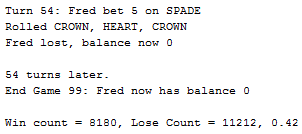 Turn 54: Fred bet 5 on SPADE
Rolled CROWN, HEART, CROWN
Fred lost, balance now 0
54 turns later.
End Game 99: Fred now has balance 0
Win count = 8180, Lose Count = 11212, 0.42